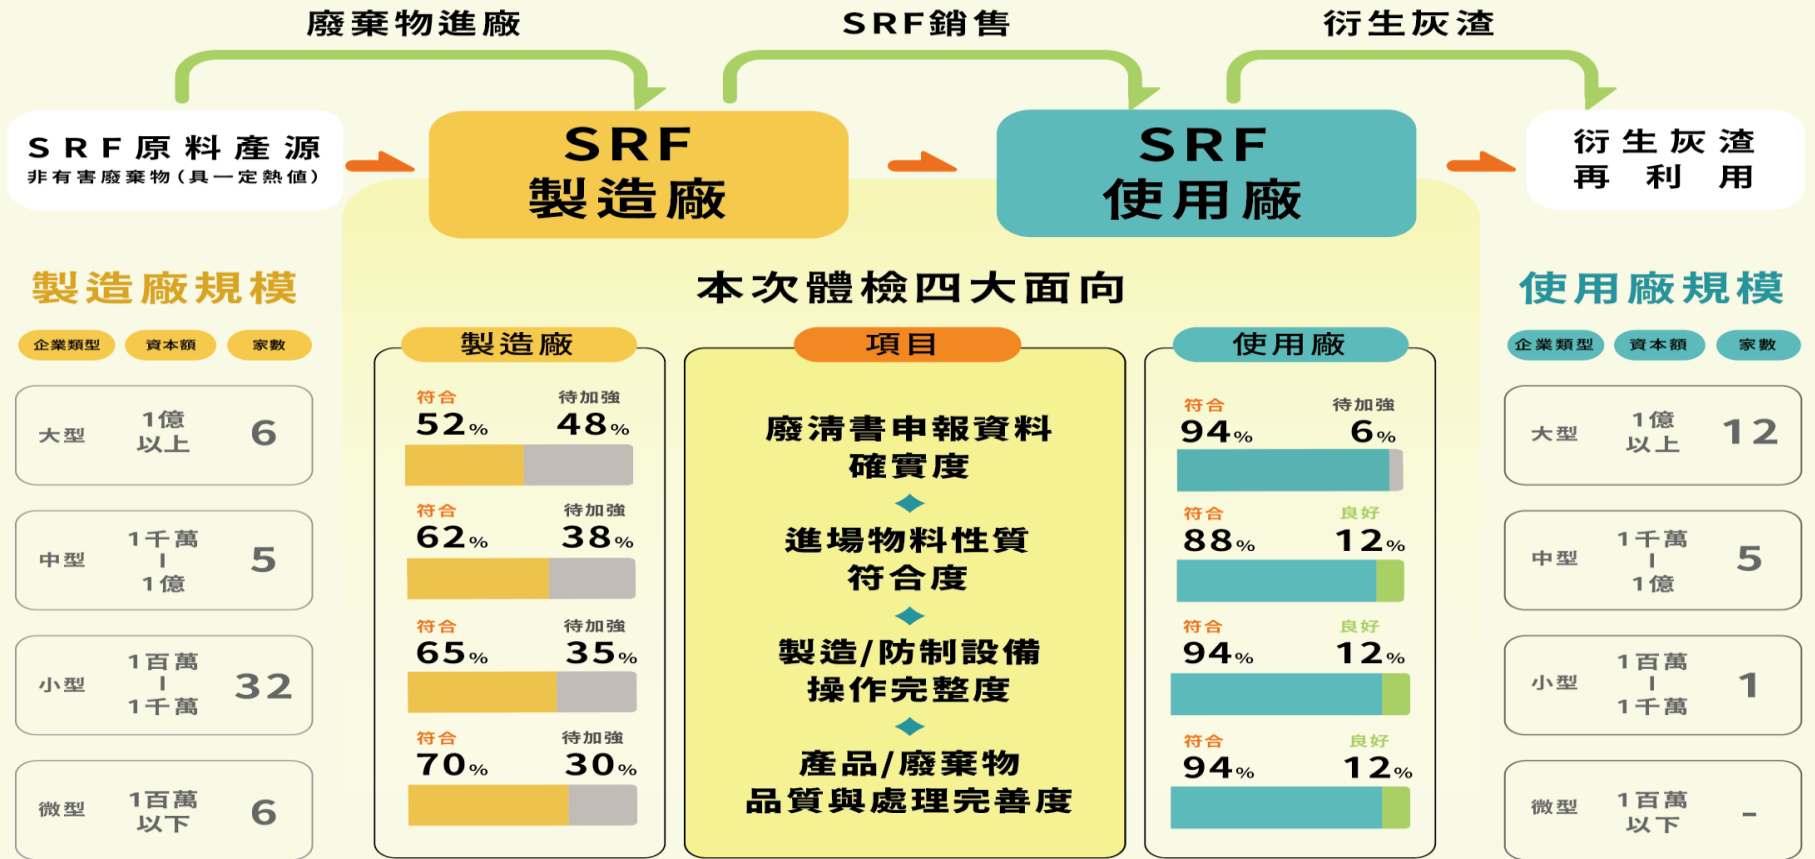 廢棄物進廠
SRF銷售
衍生灰渣
SRF原料產源
非有害廢棄物(具一定熱值)
SRF
製造廠
SRF
使用廠
衍生灰渣
再利用
製造廠規模
企業類型 資本額 家數
大型 1億以上 6
中型 1千萬-1億 5
小型 1百萬-1千萬 32
微型 1百萬以下 6
本次體檢四大面向
製造廠
符合 待加強
52% 48%
符合 待加強
62% 38%
符合 待加強
65% 35%
符合 待加強
70% 30%
項目
廢清書申報資料
確實度
進場物料性質
符合度
製造/防制設備
操作完整度
產品/廢棄物
品質與處理完善度
使用廠
符合 待加強
94% 6%
符合 良好
88% 12%
符合 良好
94% 12%
符合 良好
94% 12%
使用廠規模
企業類型 資本額 家數
大型 1億以上 12
中型 1千萬-1億 5
小型 1百萬-1千萬 1
微型 1百萬以下 -